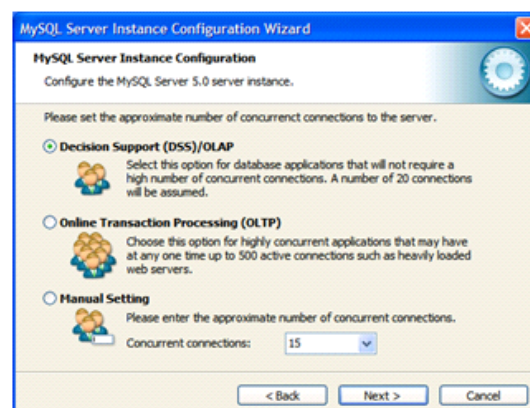 MySQL Server Instance Configuration Wizard
MySQL Server Instance Configuration
Configure the MySQL Server 5.0 server instance.
Please set the approximate number of concurrenct connections to the server.
Decision Support (DSS)/OLAP
Select this option for database applications that will not require a
high number of concurrent connections. A number of 20 connections
will be assumed.
Online Transaction Processing (OLTP)
Choose this option for highly concurrent applications that may have
at any one time up to 500 active connections such as heavily loaded
web servers.
Manual Setting
Please enter the approximate number of concurrent connections.
Concurrent connections: 15
< Back Next > Cancel